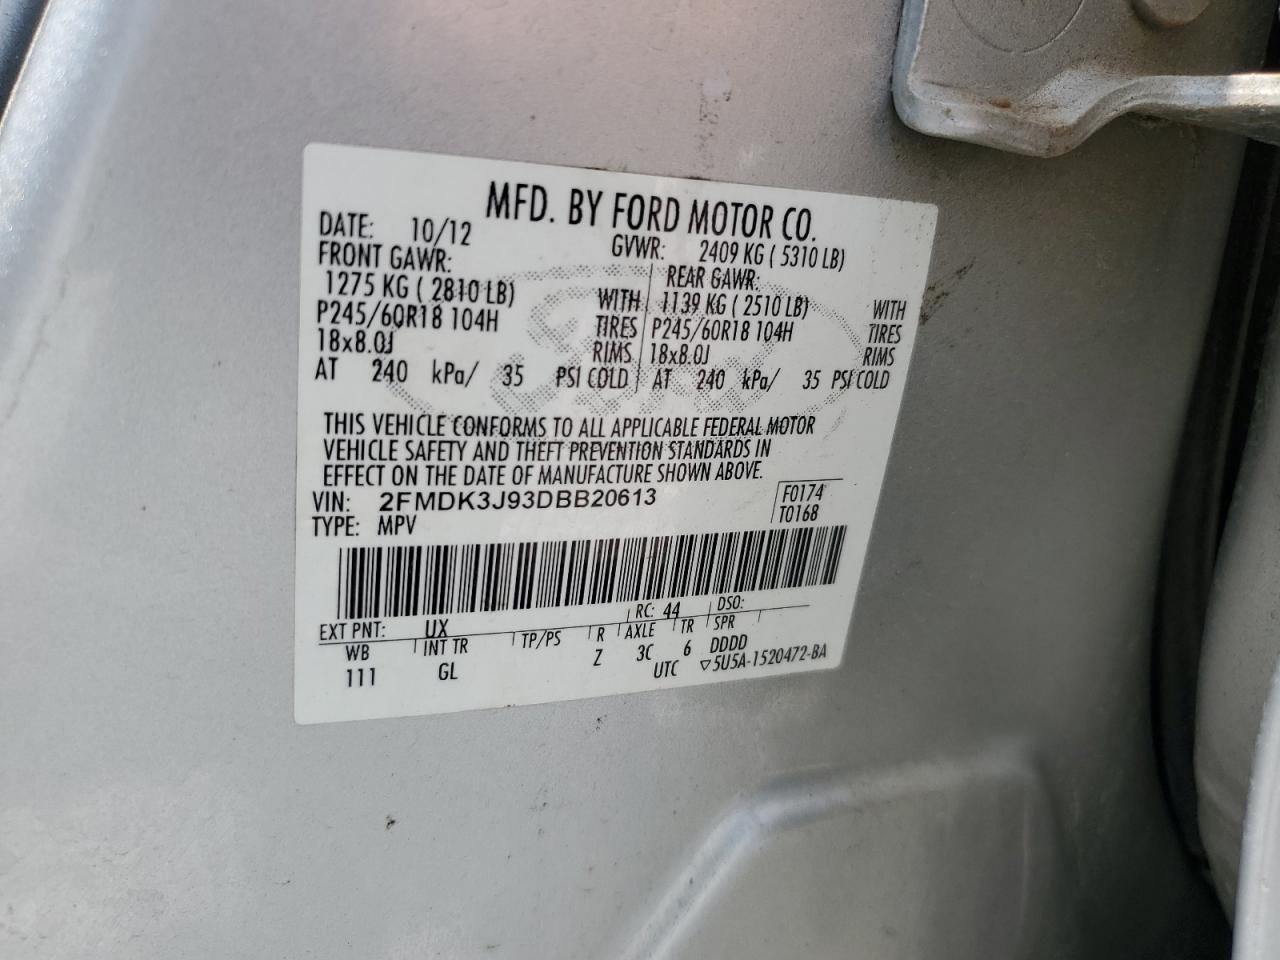 MFD. BY FORD MOTOR CO.
DATE: 10/12 GVWR: 2409 KG ( 5310 LB)
FRONT GAWR: REAR GAWR:
1275 KG ( 2810 LB) WITH 1139 KG ( 2510 LB) WITH
P245/60R18 104H TIRES P245/60R18 104H TIRES
18x8.0J RIMS 18x8.0J RIMS
AT 240 kPa/ 35 PSI COLD AT 240 kPa/ 35 PSI COLD
THIS VEHICLE CONFORMS TO ALL APPLICABLE FEDERAL MOTOR
VEHICLE SAFETY AND THEFT PREVENTION STANDARDS IN
EFFECT ON THE DATE OF MANUFACTURE SHOWN ABOVE.
VIN: 2FMDK3J93DBB20613 F0174
TYPE: MPV T0168
EXT PNT: UX RC: 44 DSO:
WB INT TR TP/PS R AXLE TR SPR
111 GL Z 3C 6 DDDD
UTC ▽5U5A-1520472-BA